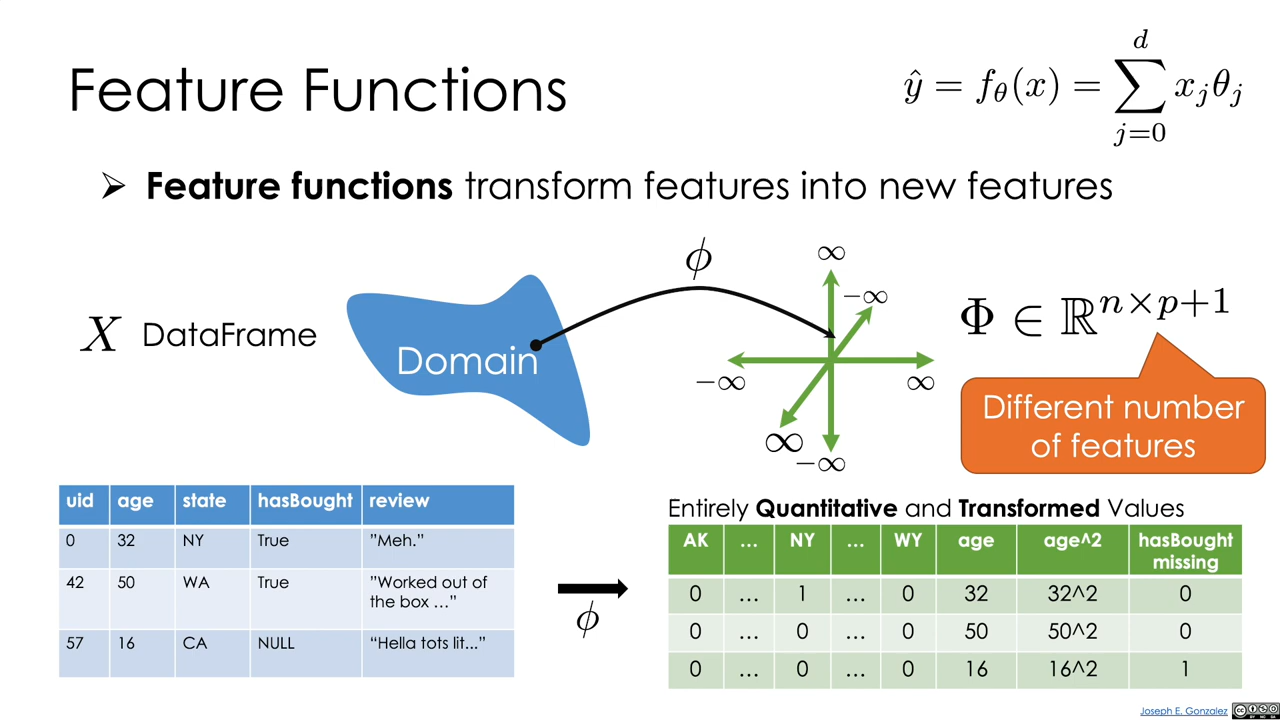 Feature Functions
ŷ = f_θ(x) = ∑_{j=0}^{d} x_j θ_j
➢ Feature functions transform features into new features
X DataFrame
Domain
ϕ
∞
−∞
−∞
∞
∞
−∞
Φ ∈ ℝ^{n×p+1}
Different number
of features
uid age state hasBought review
0 32 NY True ”Meh.”
42 50 WA True ”Worked out of
the box …”
57 16 CA NULL “Hella tots lit...”
ϕ
Entirely Quantitative and Transformed Values
AK … NY … WY age age^2 hasBought
missing
0 … 1 … 0 32 32^2 0
0 … 0 … 0 50 50^2 0
0 … 0 … 0 16 16^2 1
Joseph E. Gonzalez